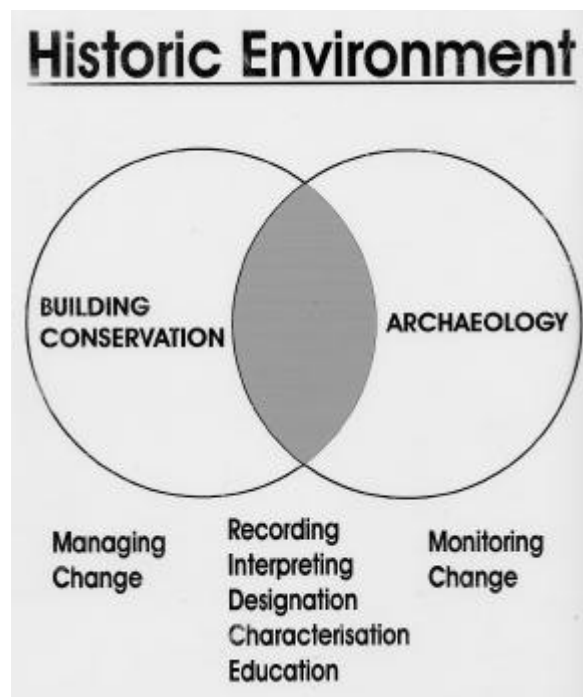 Historic Environment
BUILDING
CONSERVATION
ARCHAEOLOGY
Managing
Change
Recording
Interpreting
Designation
Characterisation
Education
Monitoring
Change